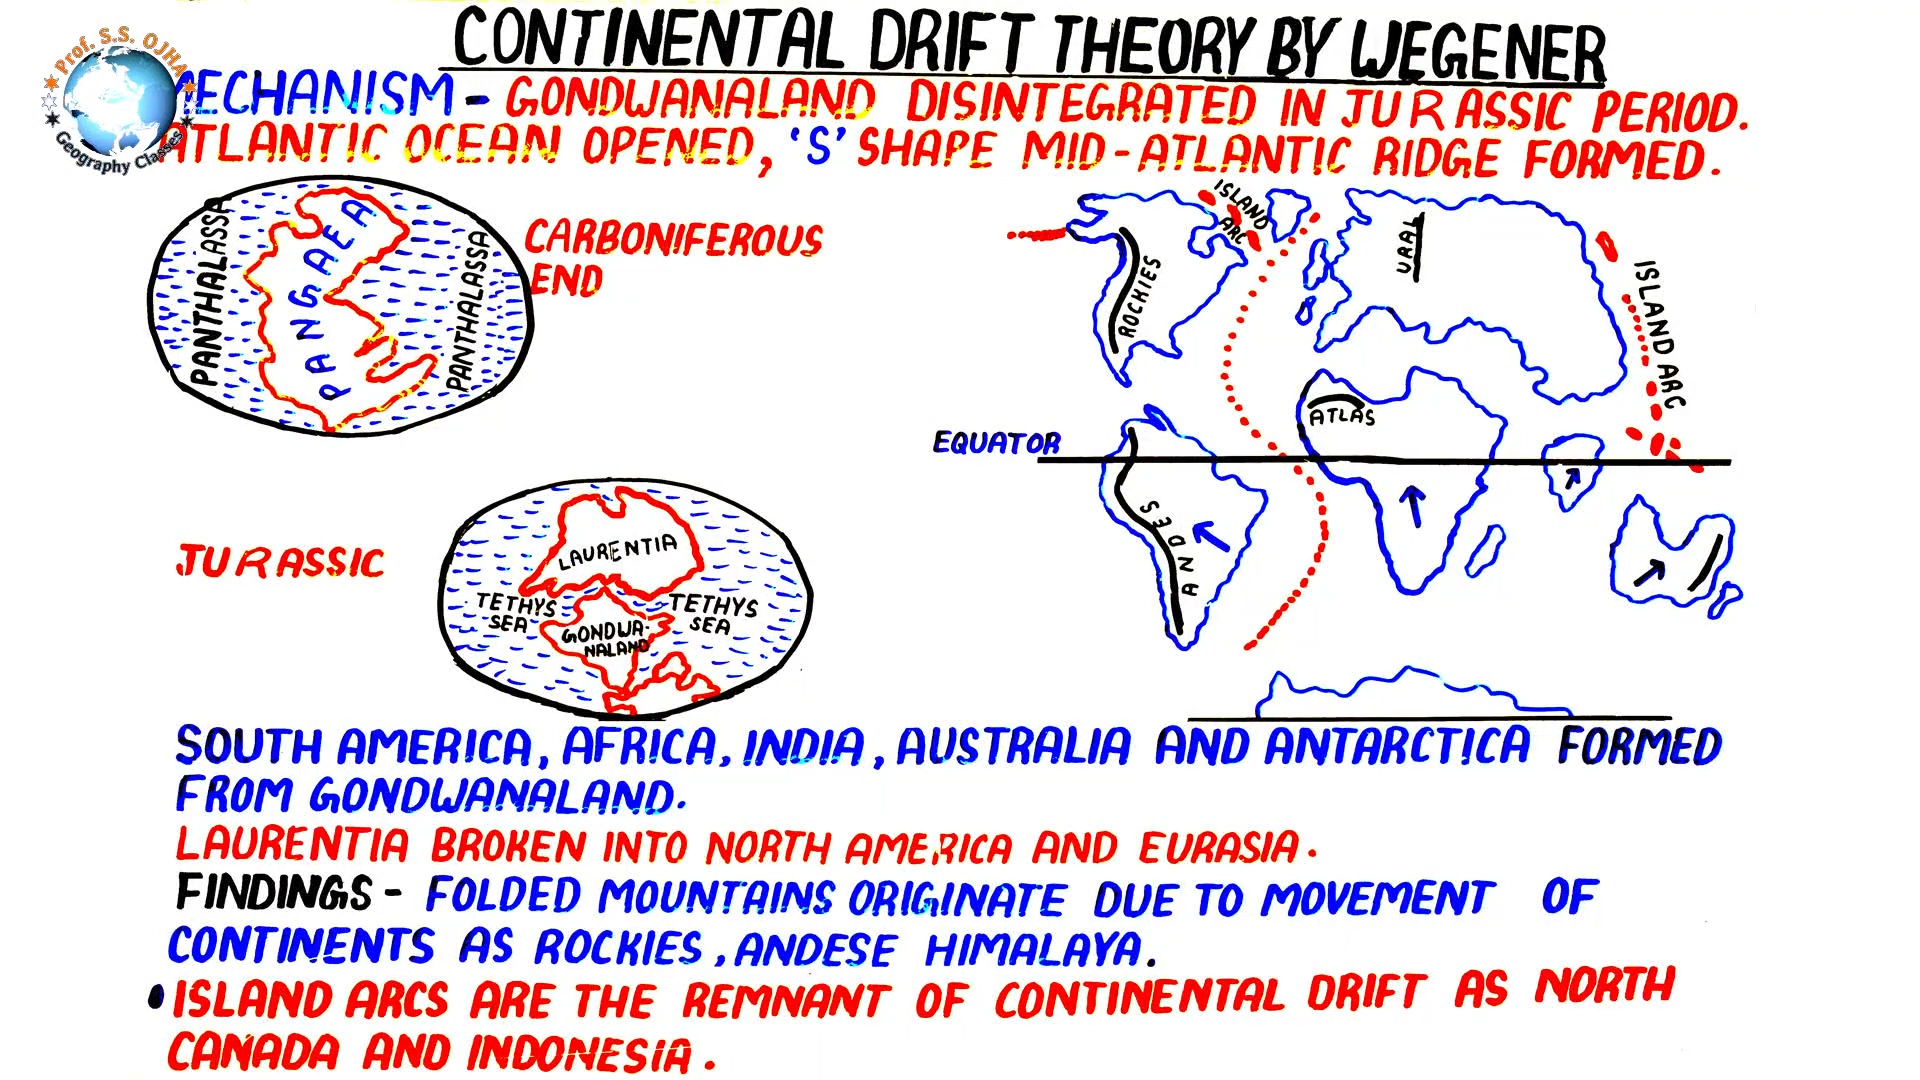 CONTINENTAL DRIFT THEORY BY WEGENER
Prof. S.S. OJHA
Geography Classes
MECHANISM - GONDWANALAND DISINTEGRATED IN JURASSIC PERIOD.
ATLANTIC OCEAN OPENED, 'S' SHAPE MID-ATLANTIC RIDGE FORMED.
PANTHALASSA
PANGAEA
PANTHALASSA
CARBONIFEROUS
END
ISLAND
ARC
ROCKIES
URAL
ISLAND ARC
ATLAS
EQUATOR
ANDES
JURASSIC
LAURENTIA
TETHYS
SEA
TETHYS
SEA
GONDWA-
NALAND
SOUTH AMERICA, AFRICA, INDIA, AUSTRALIA AND ANTARCTICA FORMED
FROM GONDWANALAND.
LAURENTIA BROKEN INTO NORTH AMERICA AND EURASIA.
FINDINGS - FOLDED MOUNTAINS ORIGINATE DUE TO MOVEMENT OF
CONTINENTS AS ROCKIES, ANDESE HIMALAYA.
• ISLAND ARCS ARE THE REMNANT OF CONTINENTAL DRIFT AS NORTH
CANADA AND INDONESIA.